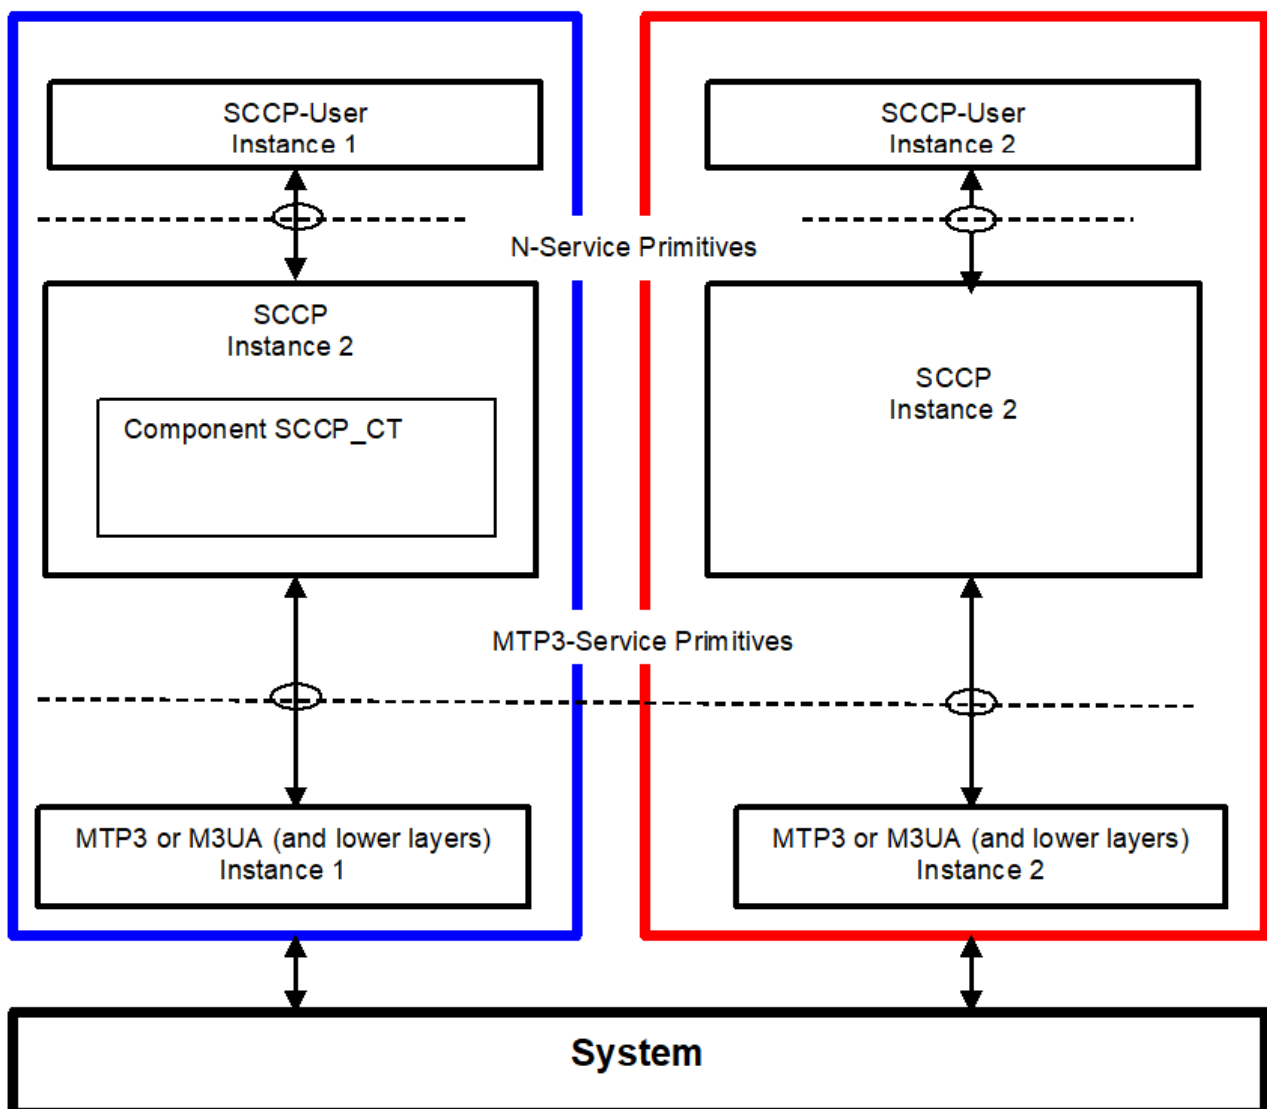 SCCP-User
Instance 1
SCCP-User
Instance 2
N-Service Primitives
SCCP
Instance 2
Component SCCP_CT
SCCP
Instance 2
MTP3-Service Primitives
MTP3 or M3UA (and lower layers)
Instance 1
MTP3 or M3UA (and lower layers)
Instance 2
System